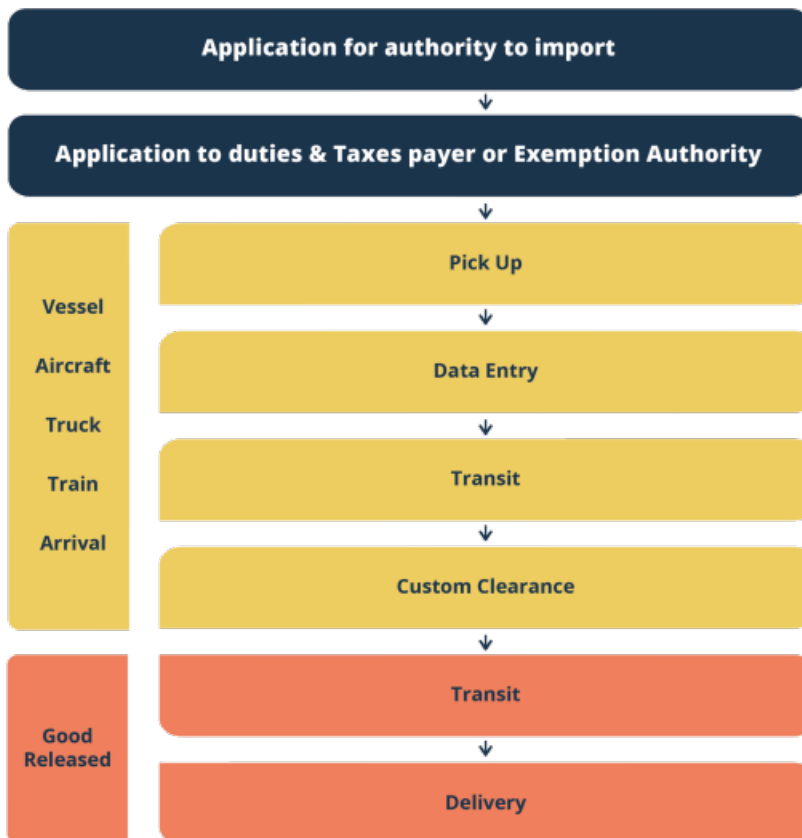 Application for authority to import
Application to duties & Taxes payer or Exemption Authority
Vessel
Aircraft
Truck
Train
Arrival
Pick Up
Data Entry
Transit
Custom Clearance
Good
Released
Transit
Delivery